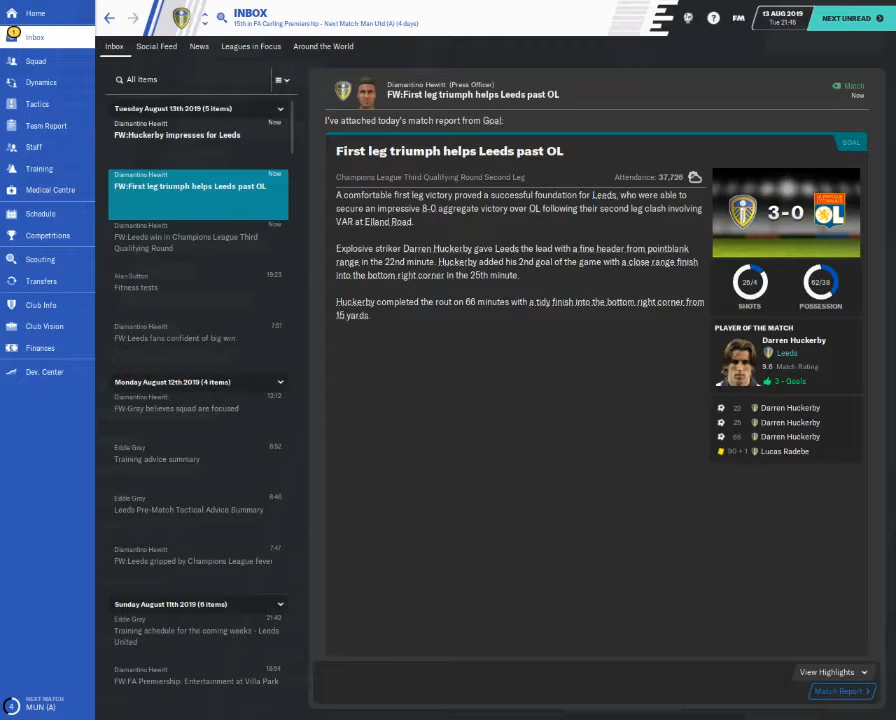 Home
INBOX
15th in FA Carling Premiership - Next Match: Man Utd (A) (4 days)
FM
13 AUG 2019
Tue 21:45
NEXT UNREAD
1
Inbox
Squad
Dynamics
Tactics
Team Report
Staff
Training
Medical Centre
Schedule
Competitions
Scouting
Transfers
Club Info
Club Vision
Finances
Dev. Center
4
NEXT MATCH
MUN (A)
Inbox
Social Feed
News
Leagues in Focus
Around the World
All Items
Tuesday August 13th 2019 (5 items)
Diamantino Hewitt
Now
FW:Huckerby impresses for Leeds
Diamantino Hewitt
Now
FW:First leg triumph helps Leeds past OL
Diamantino Hewitt
Now
FW:Leeds win in Champions League Third
Qualifying Round
Alan Sutton
19:23
Fitness tests
Diamantino Hewitt
7:51
FW:Leeds fans confident of big win
Monday August 12th 2019 (4 items)
Diamantino Hewitt
12:12
FW:Gray believes squad are focused
Eddie Gray
8:52
Training advice summary
Eddie Gray
8:48
Leeds Pre-Match Tactical Advice Summary
Diamantino Hewitt
7:47
FW:Leeds gripped by Champions League fever
Sunday August 11th 2019 (6 items)
Eddie Gray
21:42
Training schedule for the coming weeks - Leeds
United
Diamantino Hewitt
18:04
FW:FA Premiership: Entertainment at Villa Park
Diamantino Hewitt (Press Officer)
FW:First leg triumph helps Leeds past OL
Match
Now
I've attached today's match report from Goal:
GOAL
First leg triumph helps Leeds past OL
Champions League Third Qualifying Round Second Leg
Attendance: 37,726
A comfortable first leg victory proved a successful foundation for Leeds, who were able to
secure an impressive 8-0 aggregate victory over OL following their second leg clash involving
VAR at Elland Road.
Explosive striker Darren Huckerby gave Leeds the lead with a fine header from pointblank
range in the 22nd minute. Huckerby added his 2nd goal of the game with a close range finish
into the bottom right corner in the 25th minute.
Huckerby completed the rout on 66 minutes with a tidy finish into the bottom right corner from
15 yards.
3-0
OL
25/4
SHOTS
62/38
POSSESSION
PLAYER OF THE MATCH
Darren Huckerby
Leeds
9.6 Match Rating
3 - Goals
22 Darren Huckerby
25 Darren Huckerby
66 Darren Huckerby
90 + 1 Lucas Radebe
View Highlights
Match Report